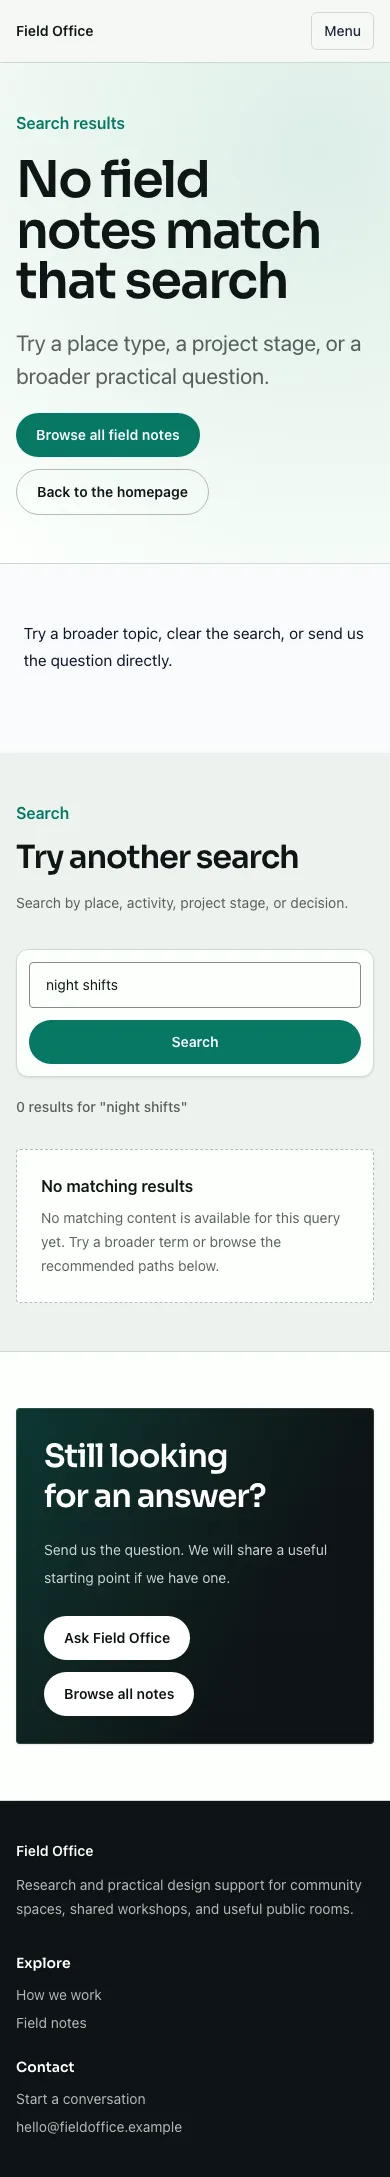 Field Office
Menu
Search results
No field
notes match
that search
Try a place type, a project stage, or a
broader practical question.
Browse all field notes
Back to the homepage
Try a broader topic, clear the search, or send us
the question directly.
Search
Try another search
Search by place, activity, project stage, or decision.
night shifts
Search
0 results for "night shifts"
No matching results
No matching content is available for this query
yet. Try a broader term or browse the
recommended paths below.
Still looking
for an answer?
Send us the question. We will share a useful
starting point if we have one.
Ask Field Office
Browse all notes
Field Office
Research and practical design support for community
spaces, shared workshops, and useful public rooms.
Explore
How we work
Field notes
Contact
Start a conversation
hello@fieldoffice.example